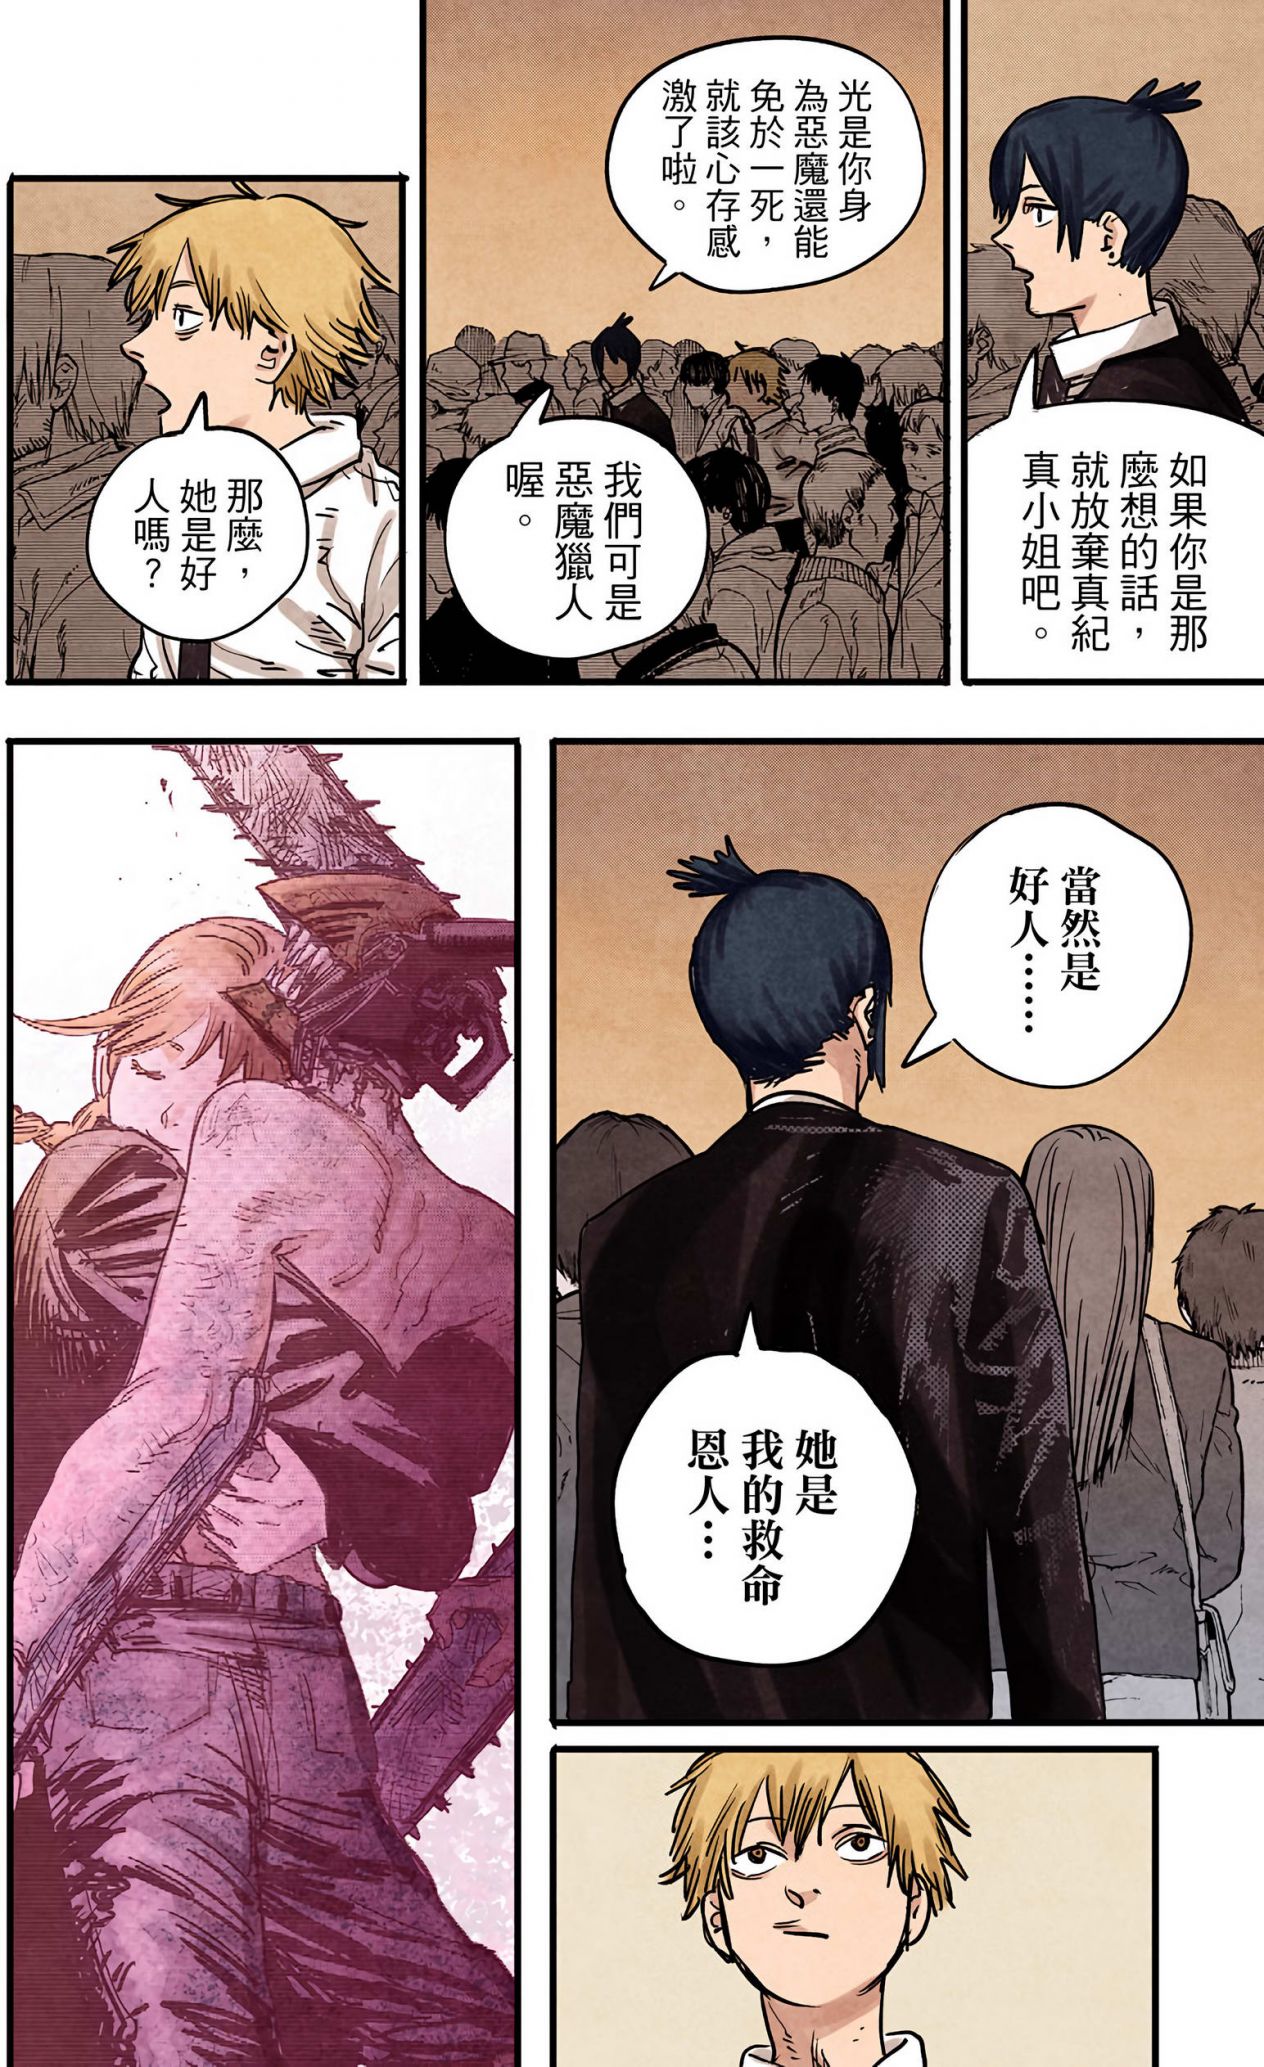 如果你是那
麼想的話，
就放棄真紀
真小姐吧。
光是你身
為惡魔還能
免於一死，
就該心存感
激了啦。
我們可是
惡魔獵人
喔。
那麼，
她是好
人嗎？
當然是
好人……
她是
我的救命
恩人…